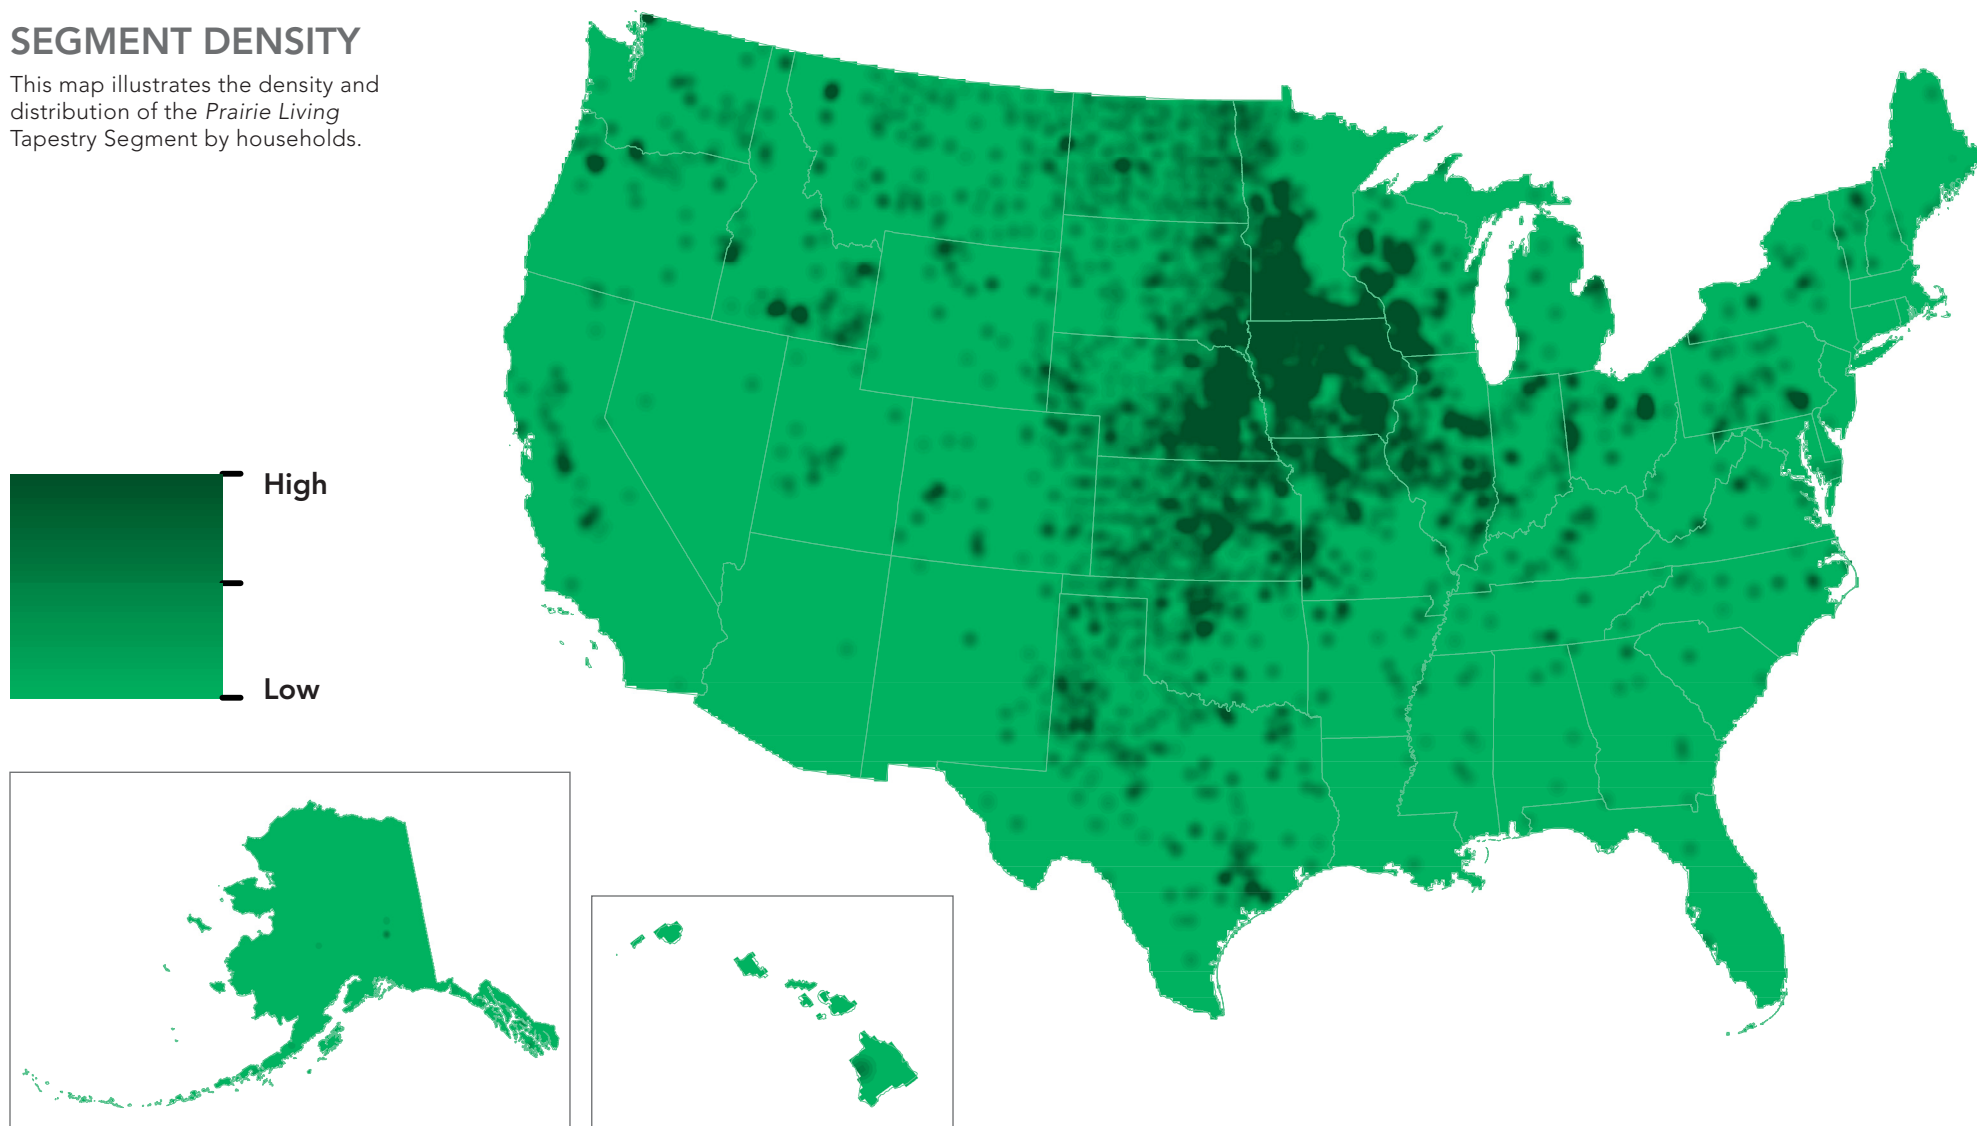 SEGMENT DENSITY
This map illustrates the density and
distribution of the Prairie Living
Tapestry Segment by households.
High
Low